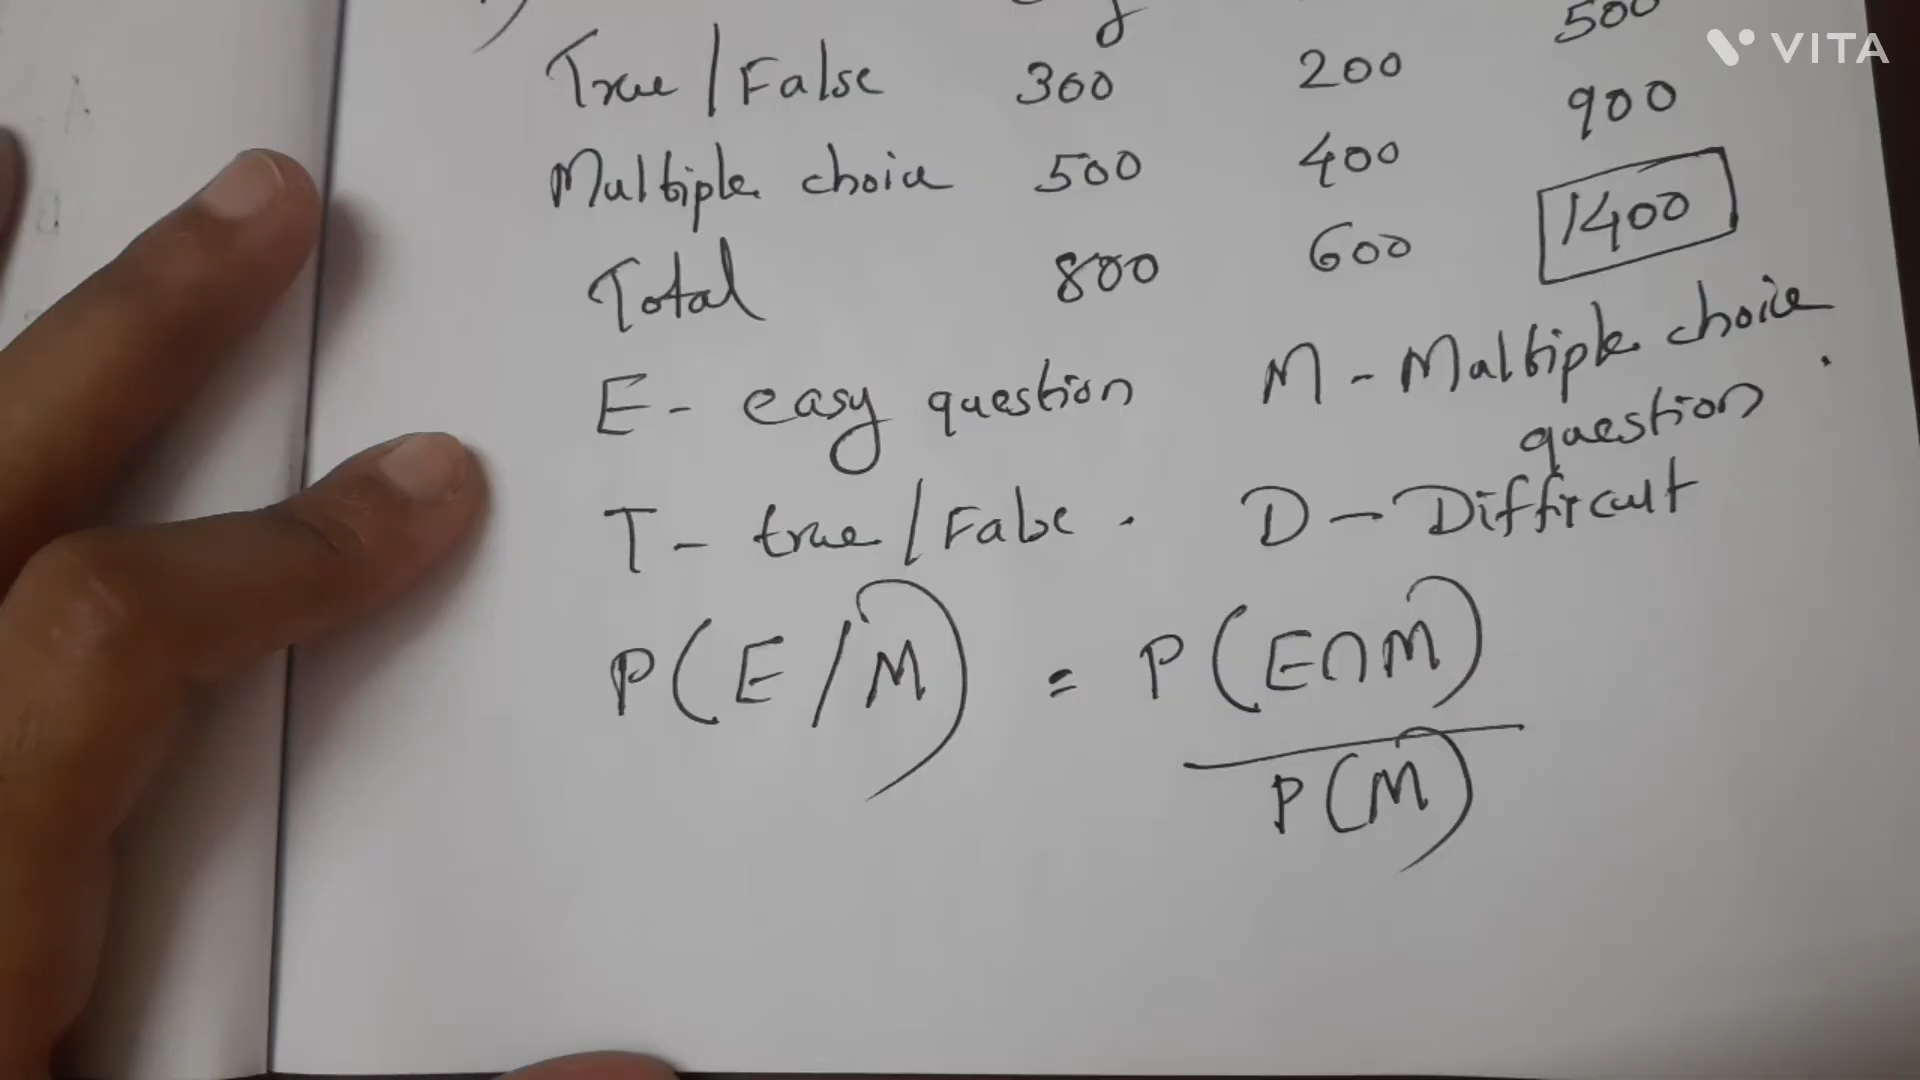 VITA
True/False 300 200 500
Multiple choice 500 400 900
Total 800 600 1400
E - easy question M - Multiple choice question.
T - true/False. D - Difficult
P(E/M) = P(E∩M)
P(M)